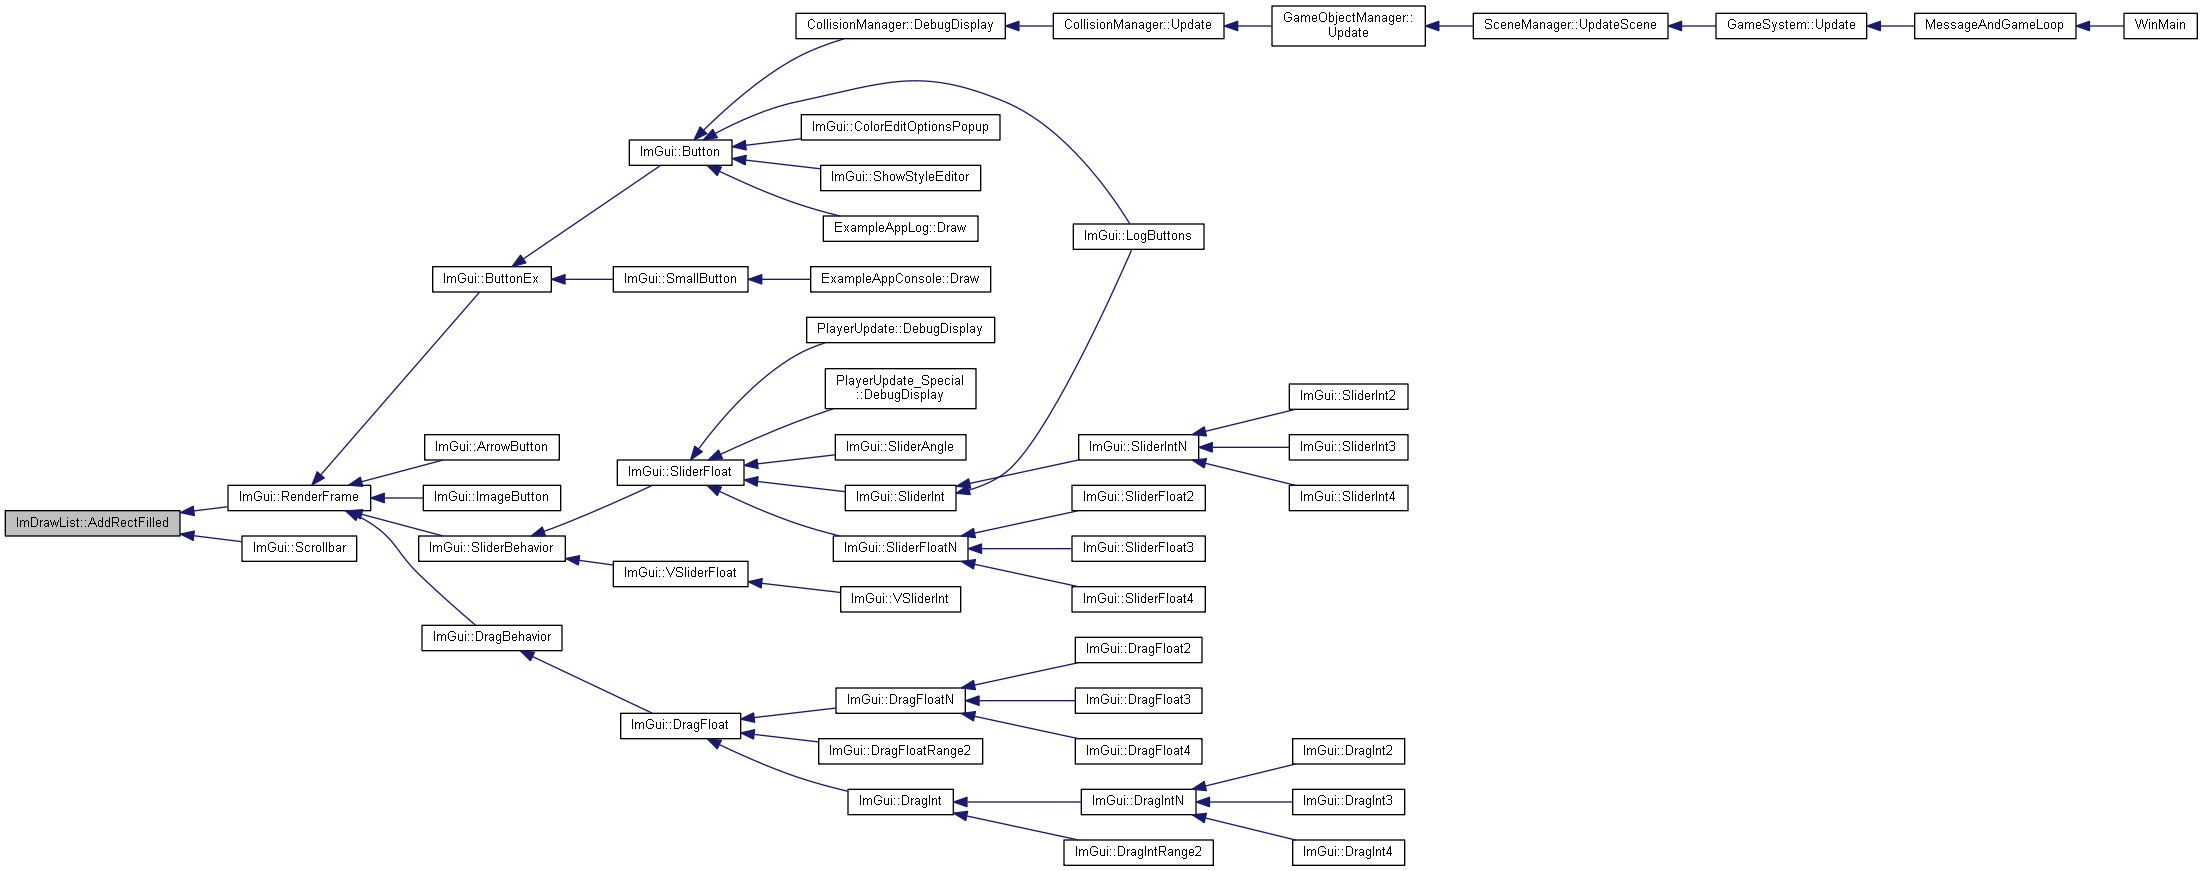 CollisionManager::DebugDisplay
CollisionManager::Update
GameObjectManager::
Update
SceneManager::UpdateScene
GameSystem::Update
MessageAndGameLoop
WinMain
ImGui::ColorEditOptionsPopup
ImGui::Button
ImGui::ShowStyleEditor
ExampleAppLog::Draw
ImGui::LogButtons
ImGui::ButtonEx
ImGui::SmallButton
ExampleAppConsole::Draw
PlayerUpdate::DebugDisplay
PlayerUpdate_Special
::DebugDisplay
ImGui::SliderInt2
ImGui::ArrowButton
ImGui::SliderAngle
ImGui::SliderIntN
ImGui::SliderInt3
ImGui::SliderFloat
ImGui::RenderFrame
ImGui::ImageButton
ImGui::SliderInt
ImGui::SliderFloat2
ImGui::SliderInt4
ImDrawList::AddRectFilled
ImGui::Scrollbar
ImGui::SliderBehavior
ImGui::SliderFloatN
ImGui::SliderFloat3
ImGui::VSliderFloat
ImGui::VSliderInt
ImGui::SliderFloat4
ImGui::DragBehavior
ImGui::DragFloat2
ImGui::DragFloatN
ImGui::DragFloat3
ImGui::DragFloat
ImGui::DragFloatRange2
ImGui::DragFloat4
ImGui::DragInt2
ImGui::DragInt
ImGui::DragIntN
ImGui::DragInt3
ImGui::DragIntRange2
ImGui::DragInt4